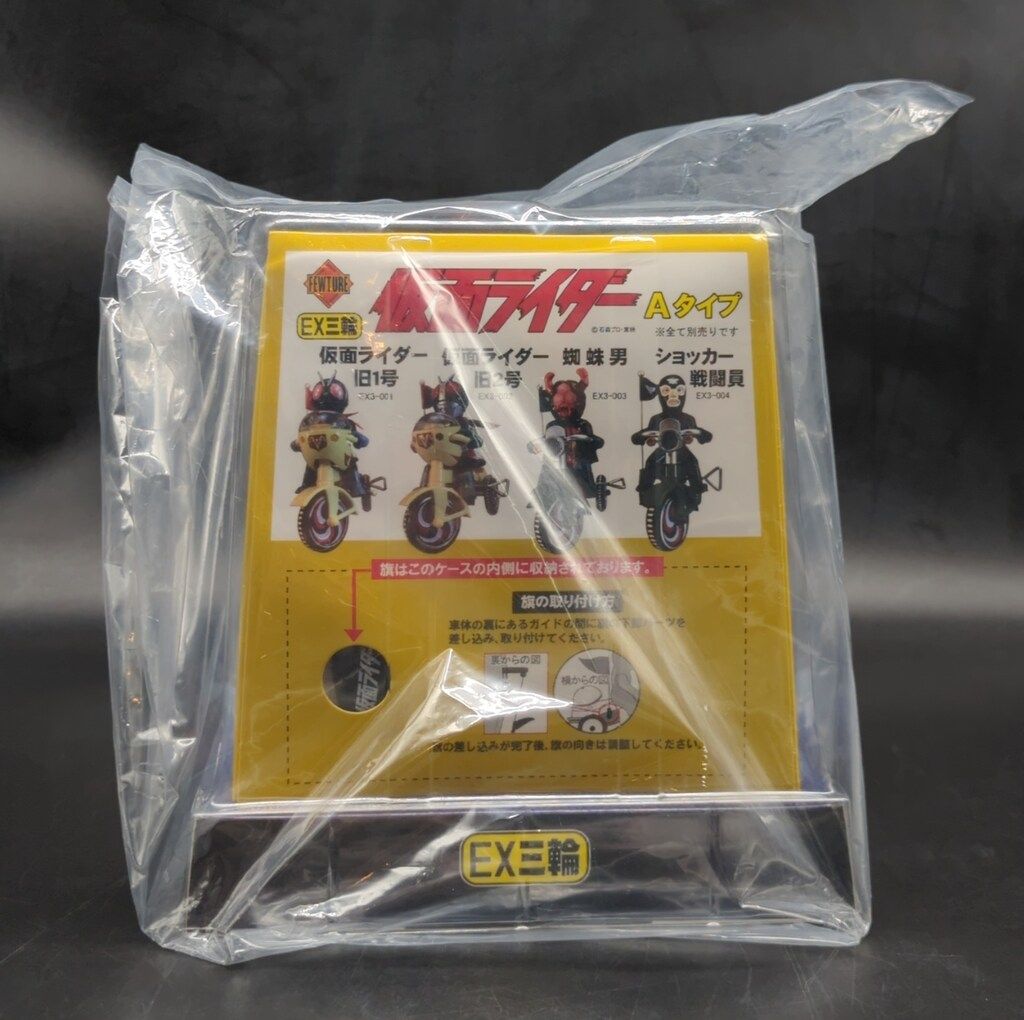 FEWTURE
仮面ライダー
Aタイプ
EX三輪
©石森プロ・東映
※全て別売りです
仮面ライダー
旧1号
EX3-001
仮面ライダー
旧2号
EX3-002
蜘蛛男
EX3-003
ショッカー
戦闘員
EX3-004
旗はこのケースの内側に収納されております。
旗の取り付け方
車体の裏にあるガイドの間に旗の下部パーツを
差し込み、取り付けてください。
裏からの図
横からの図
仮面ライダー
旗の差し込みが完了後、旗の向きは調整してください。
EX三輪